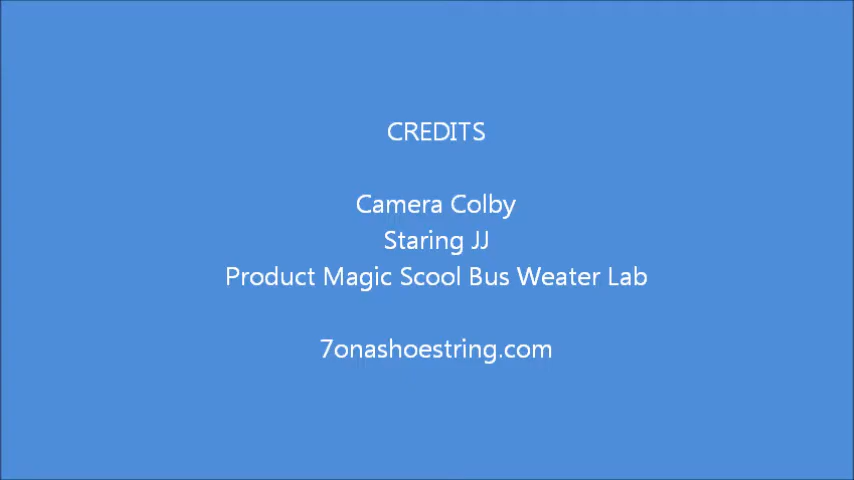 CREDITS
Camera Colby
Staring JJ
Product Magic Scool Bus Weater Lab
7onashoestring.com